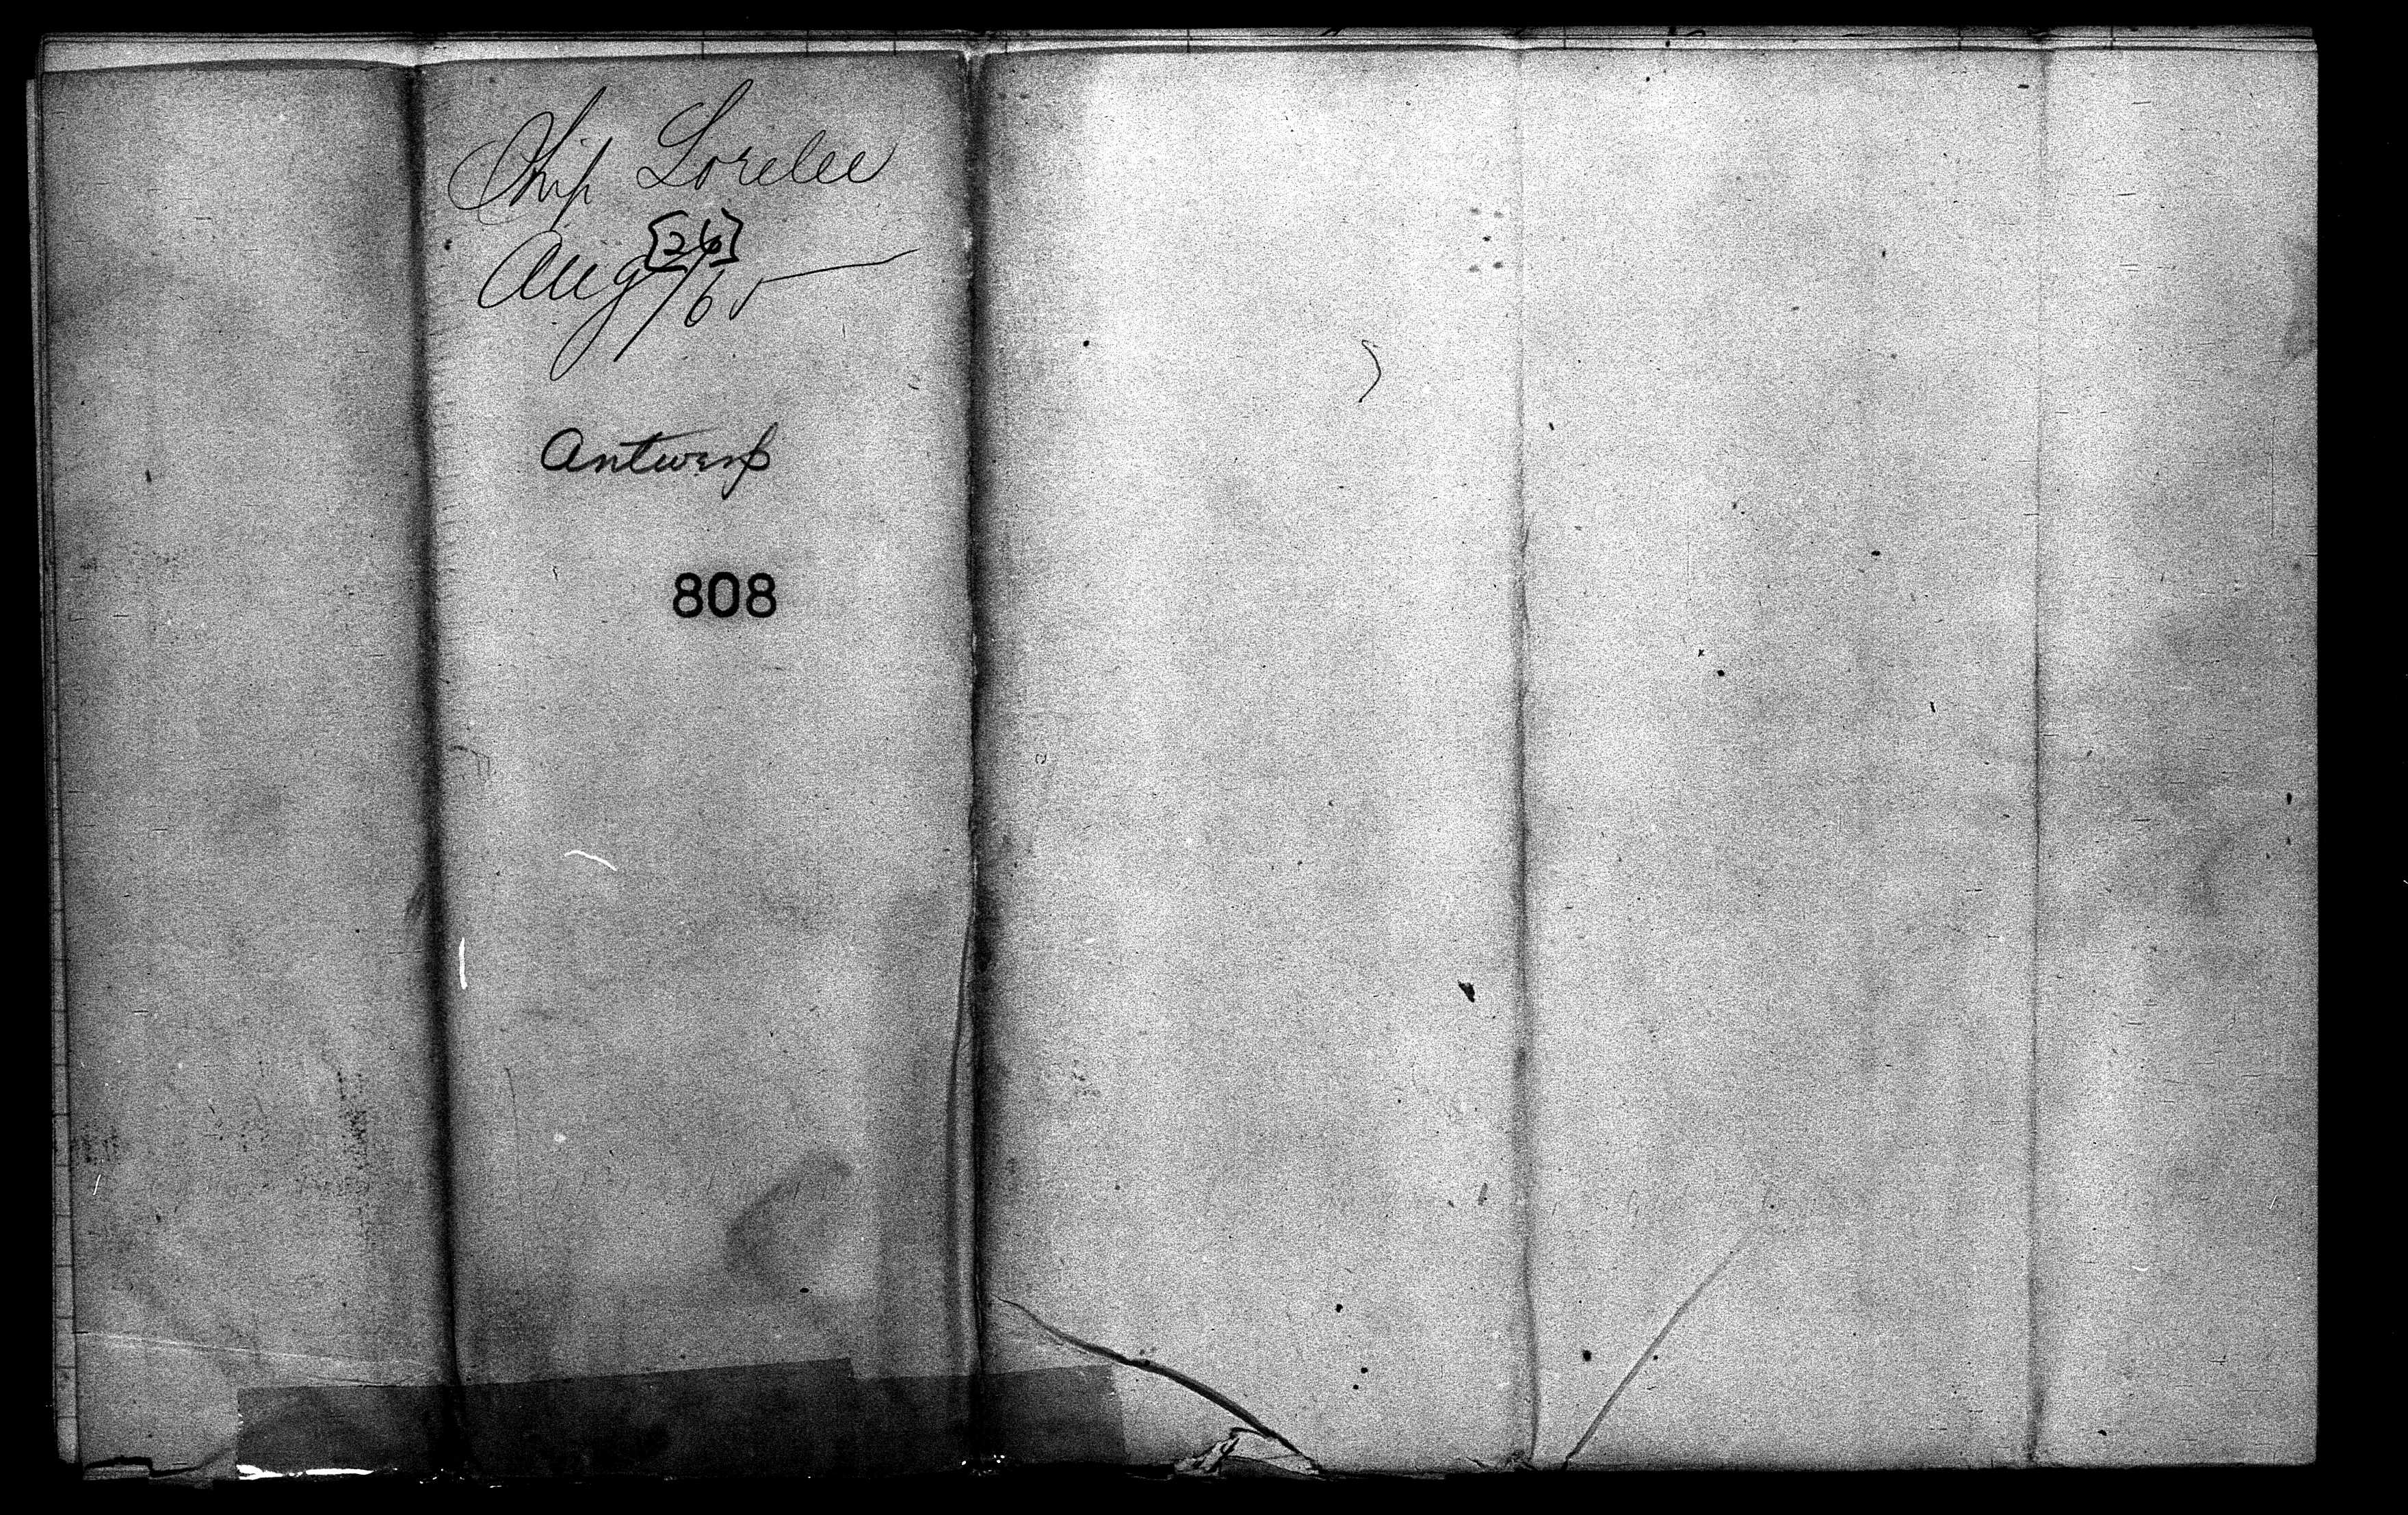 Ship Lorelee
[26]
Aug /65
Antwerp
808